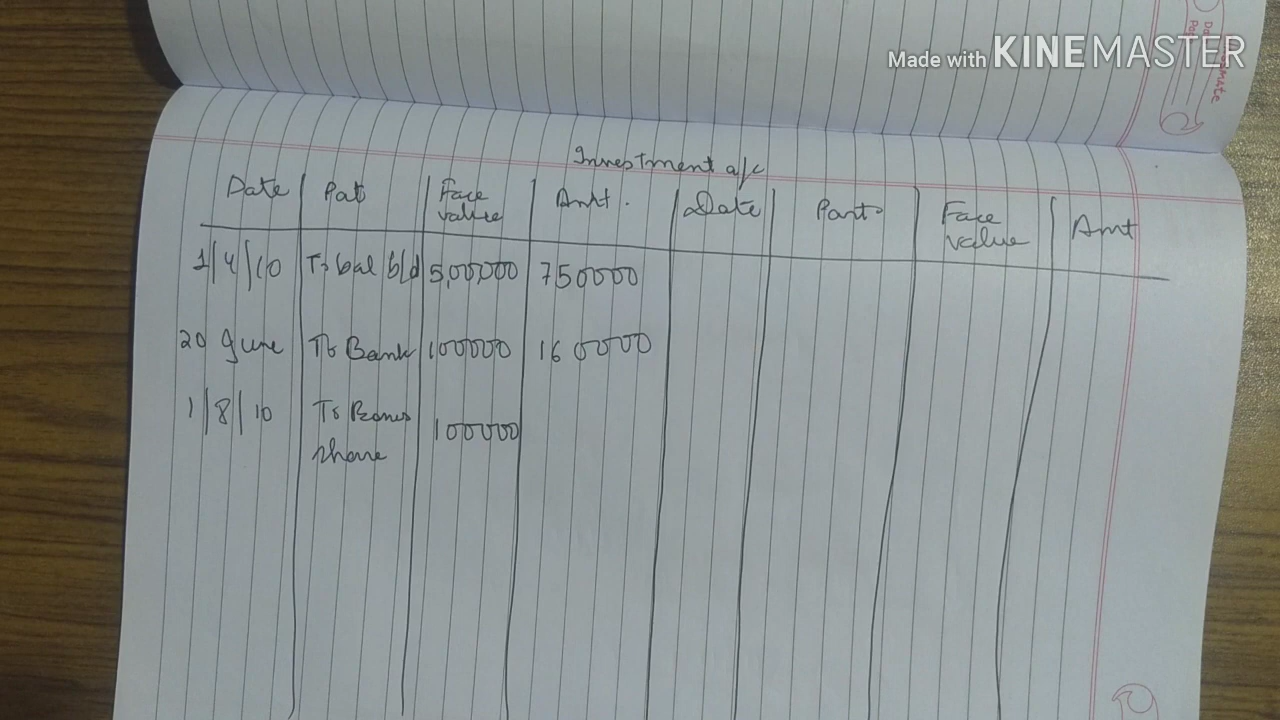 Made with KINEMASTER
Investment a/c
Date Pat Face value Amt. Date Part. Face value Amt
1/4/10 To bal b/d 5,00,000 750000
20 June To Bank 100000 160000
1/8/10 To Bonus share 100000